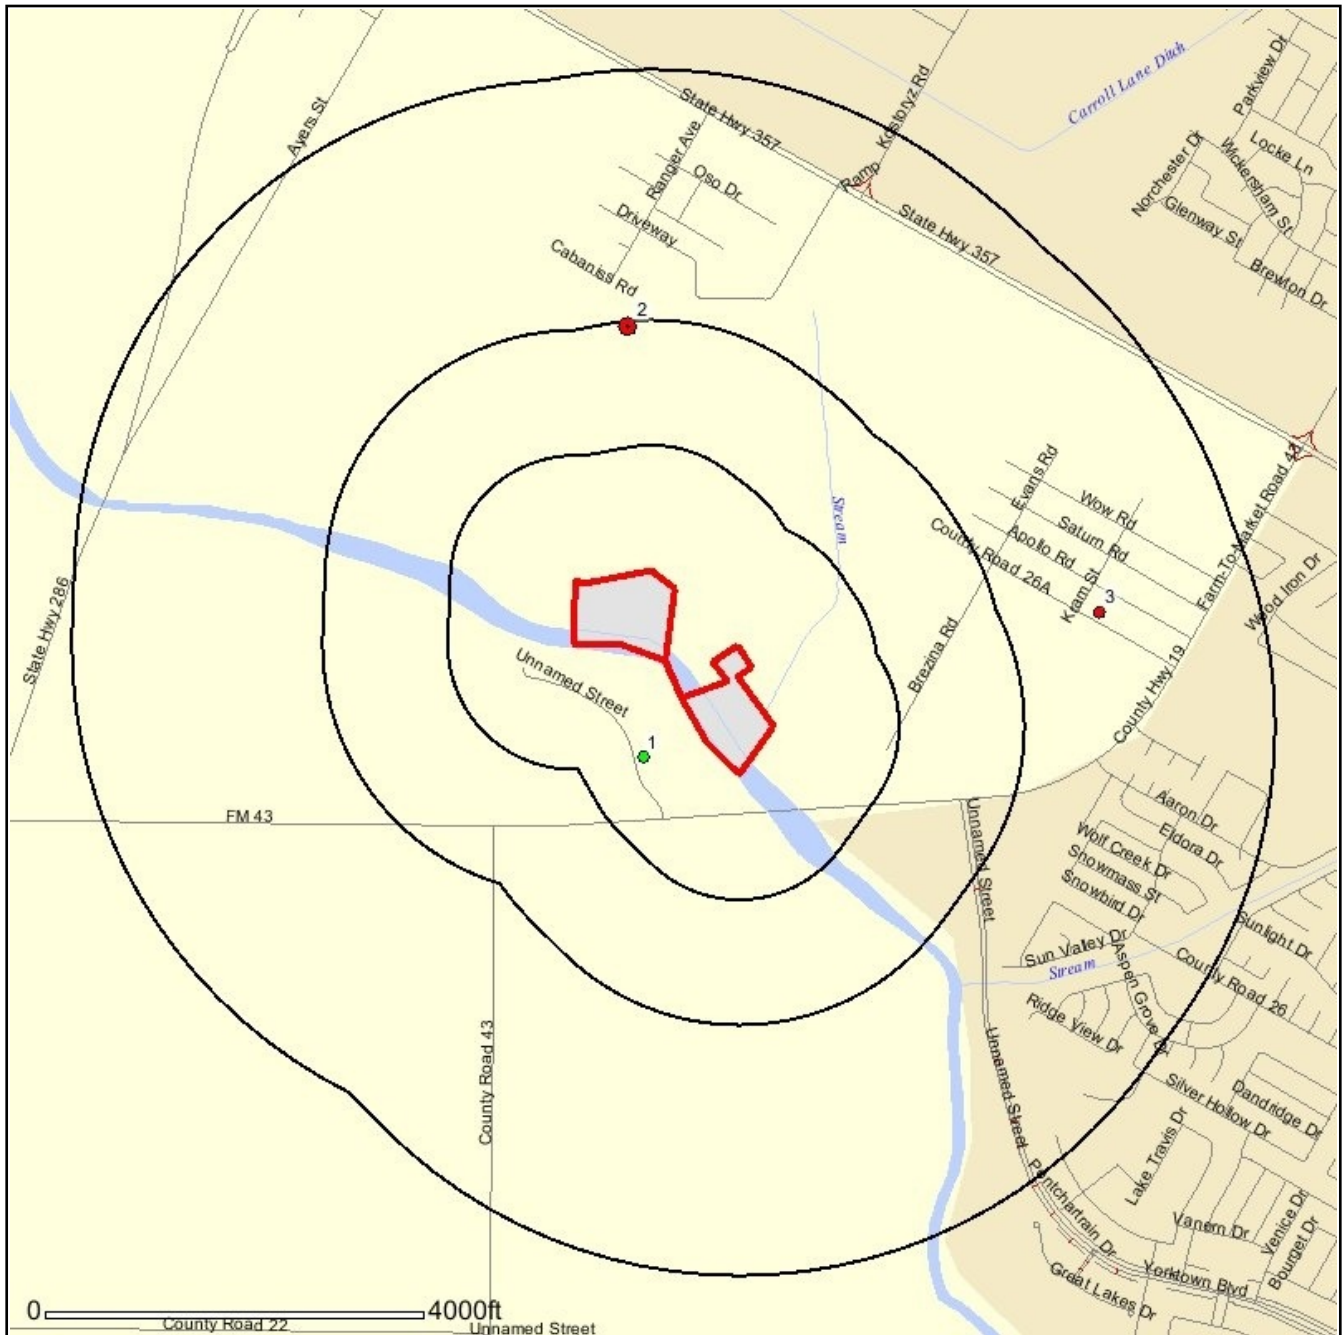 Carroll Lane Ditch
Parkview Dr
State Hwy 357
Kostoryz Rd
Ayers St
Ranger Ave
Locke Ln
Norchester Dr
Wickersham St
Ramp
Oso Dr
Glenway St
Driveway
State Hwy 357
Cabaniss Rd
Brewton Dr
2
Evans Rd
Wow Rd
Saturn Rd
Stream
Apollo Rd
County Road 26A
Farm-To-Market Road 43
Wood Iron Dr
Kram St
3
State Hwy 286
Brezina Rd
Unnamed Street
County Hwy 19
1
FM 43
Aaron Dr
Unnamed Street
Eldora Dr
Wolf Creek Dr
Snowmass St
Snowbird Dr
Sunlight Dr
Sun Valley Dr
Stream
Aspen Grove Dr
County Road 26
Ridge View Dr
County Road 43
Unnamed Street
Silver Hollow Dr
Dandridge Dr
Lake Travis Dr
Pontchartrain Dr
Vanern Dr
Venice Dr
Bourget Dr
Yorktown Blvd
Great Lakes Dr
0 4000ft
County Road 22
Unnamed Street